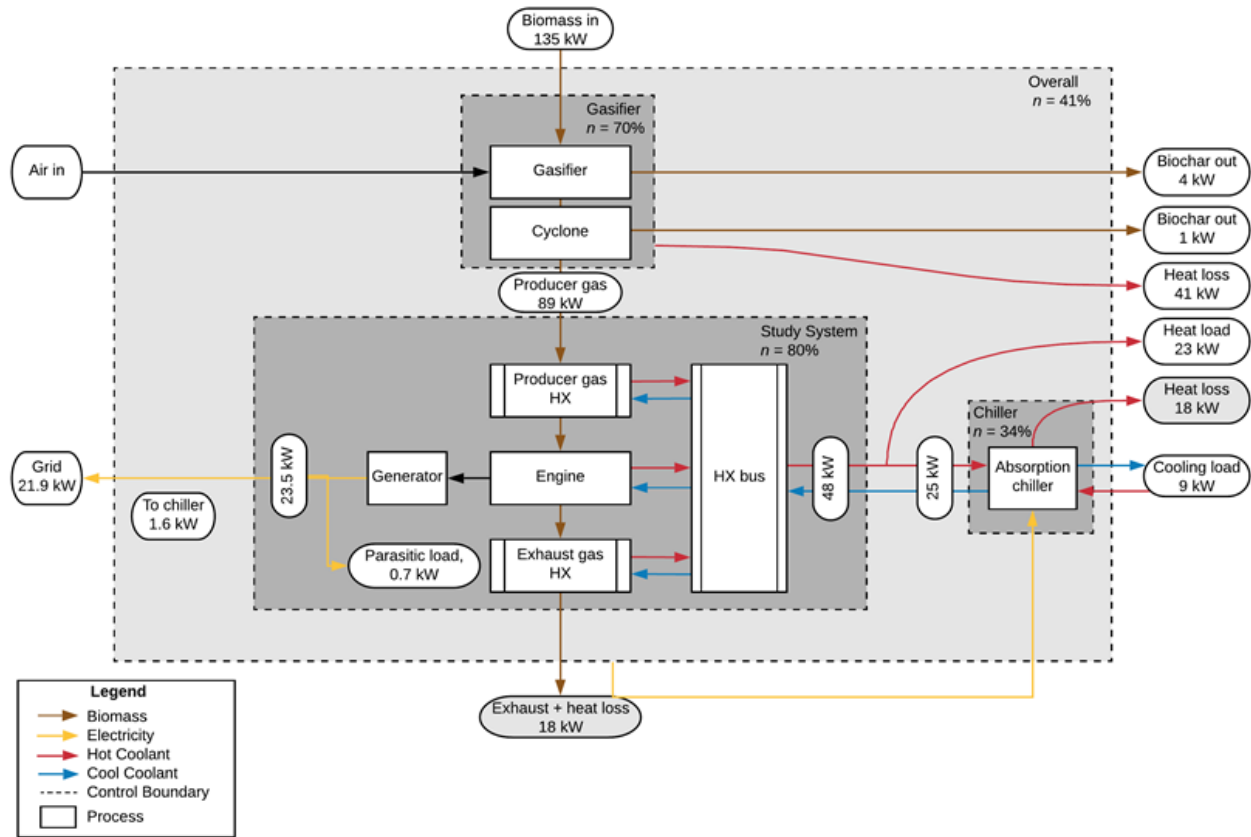 Biomass in
135 kW
Overall
n = 41%
Gasifier
n = 70%
Air in
Gasifier
Biochar out
4 kW
Cyclone
Biochar out
1 kW
Producer gas
89 kW
Heat loss
41 kW
Study System
n = 80%
Heat load
23 kW
Producer gas
HX
Heat loss
18 kW
Chiller
n = 34%
Grid
21.9 kW
23.5 kW
Generator
Engine
HX bus
48 kW
25 kW
Absorption
chiller
Cooling load
9 kW
To chiller
1.6 kW
Parasitic load,
0.7 kW
Exhaust gas
HX
Exhaust + heat loss
18 kW
Legend
Biomass
Electricity
Hot Coolant
Cool Coolant
Control Boundary
Process